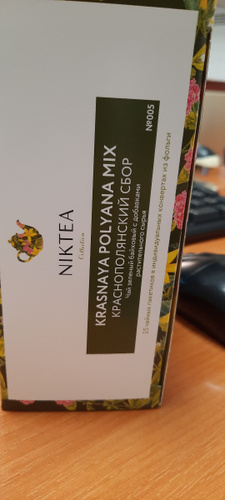 NIKTEA
Collection
KRASNAYA POLYANA MIX
КРАСНОПОЛЯНСКИЙ СБОР
Чай зеленый байховый с добавками
растительного сырья
№005
25 чайных пакетиков в индивидуальных конвертах из фольги